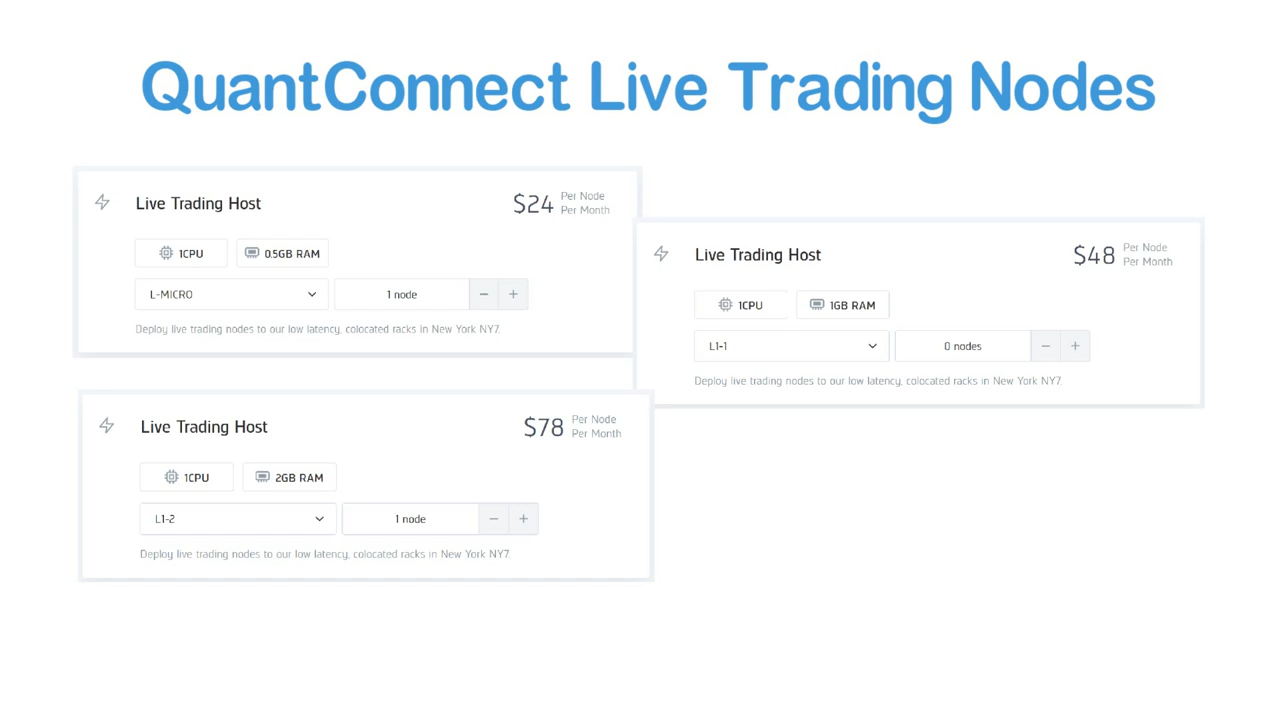 QuantConnect Live Trading Nodes
Live Trading Host
$24 Per Node
Per Month
1CPU 0.5GB RAM
L-MICRO 1 node − +
Deploy live trading nodes to our low latency, colocated racks in New York NY7.
Live Trading Host
$48 Per Node
Per Month
1CPU 1GB RAM
L1-1 0 nodes − +
Deploy live trading nodes to our low latency, colocated racks in New York NY7.
Live Trading Host
$78 Per Node
Per Month
1CPU 2GB RAM
L1-2 1 node − +
Deploy live trading nodes to our low latency, colocated racks in New York NY7.